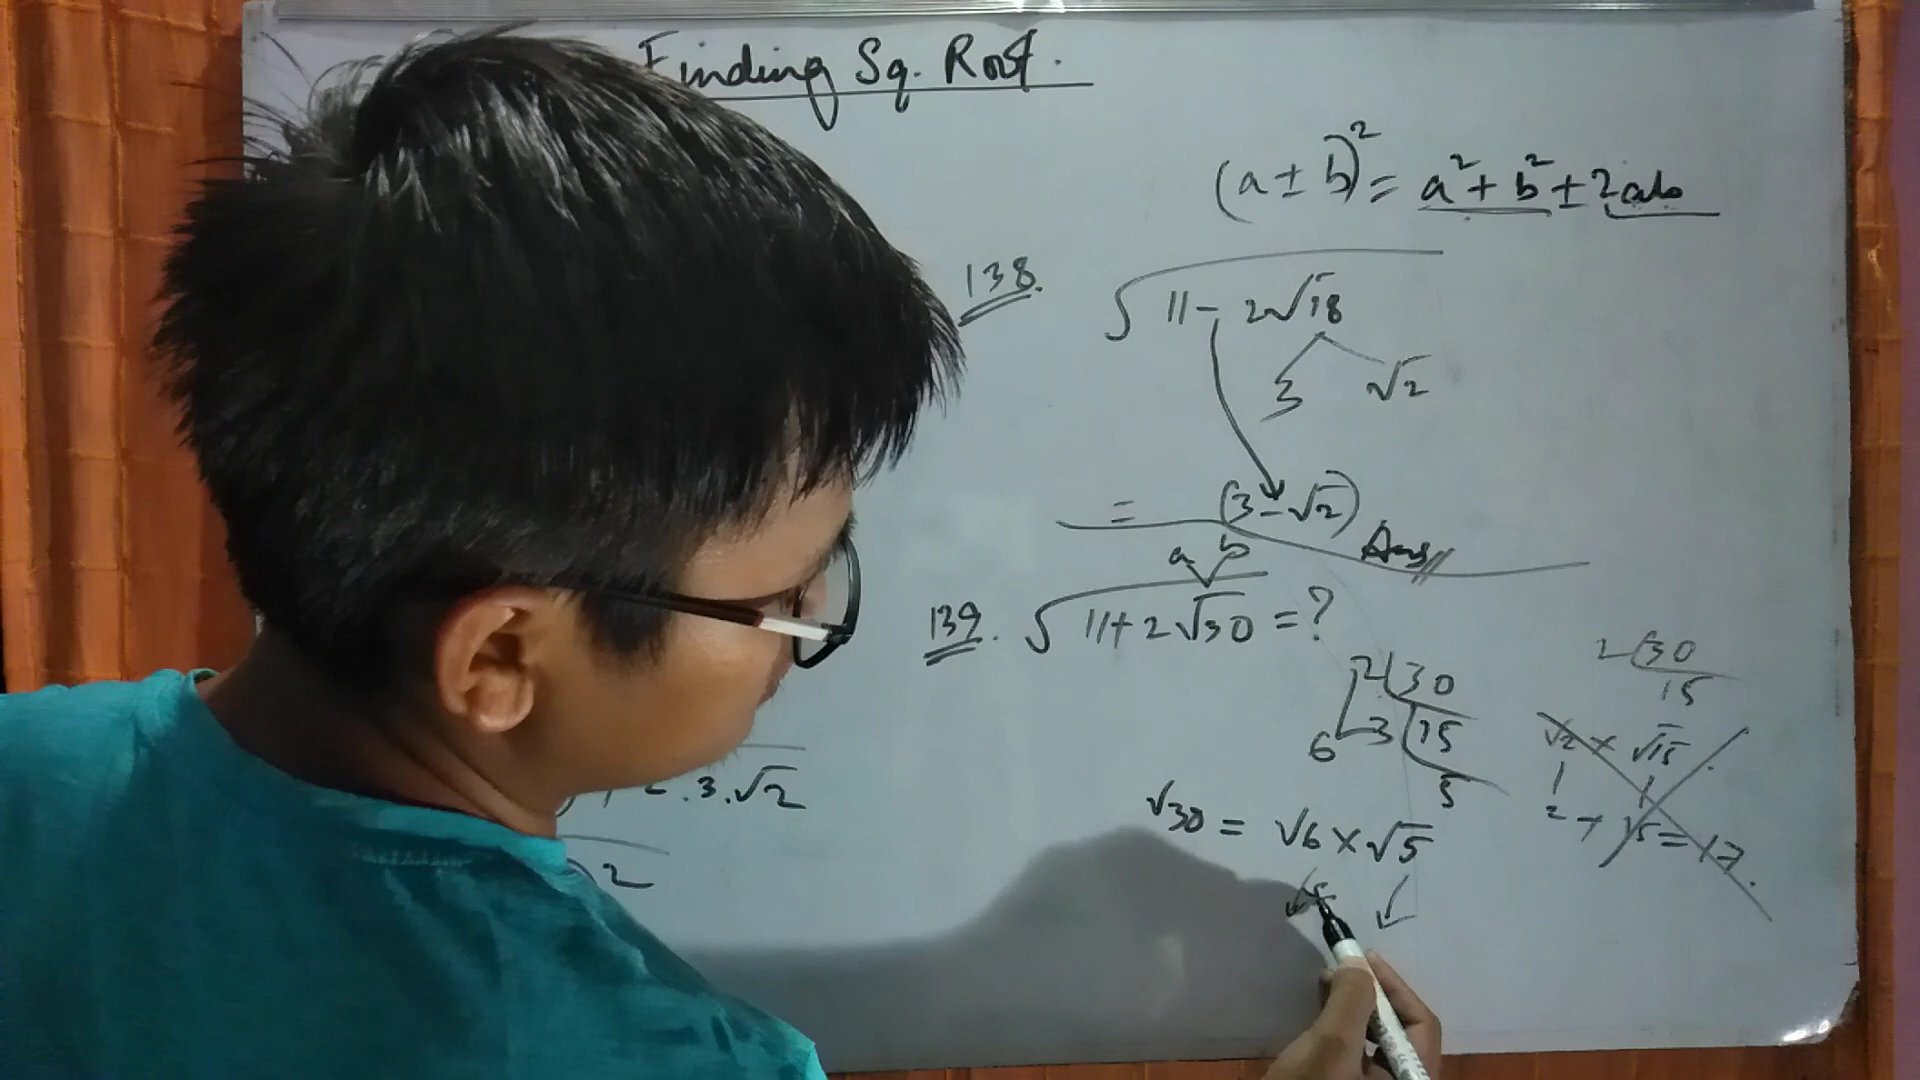 Finding Sq. Root.
(a ± b)² = a² + b² ± 2ab
138. √11 - 2√18
3 √2
= (3 - √2) Ans
a b
139. √11 + 2√30 = ?
2 30
3 15
6
5
2 30
15
√2 × √15
2 + 15 = 17.
√30 = √6 × √5
2.3.√2
2